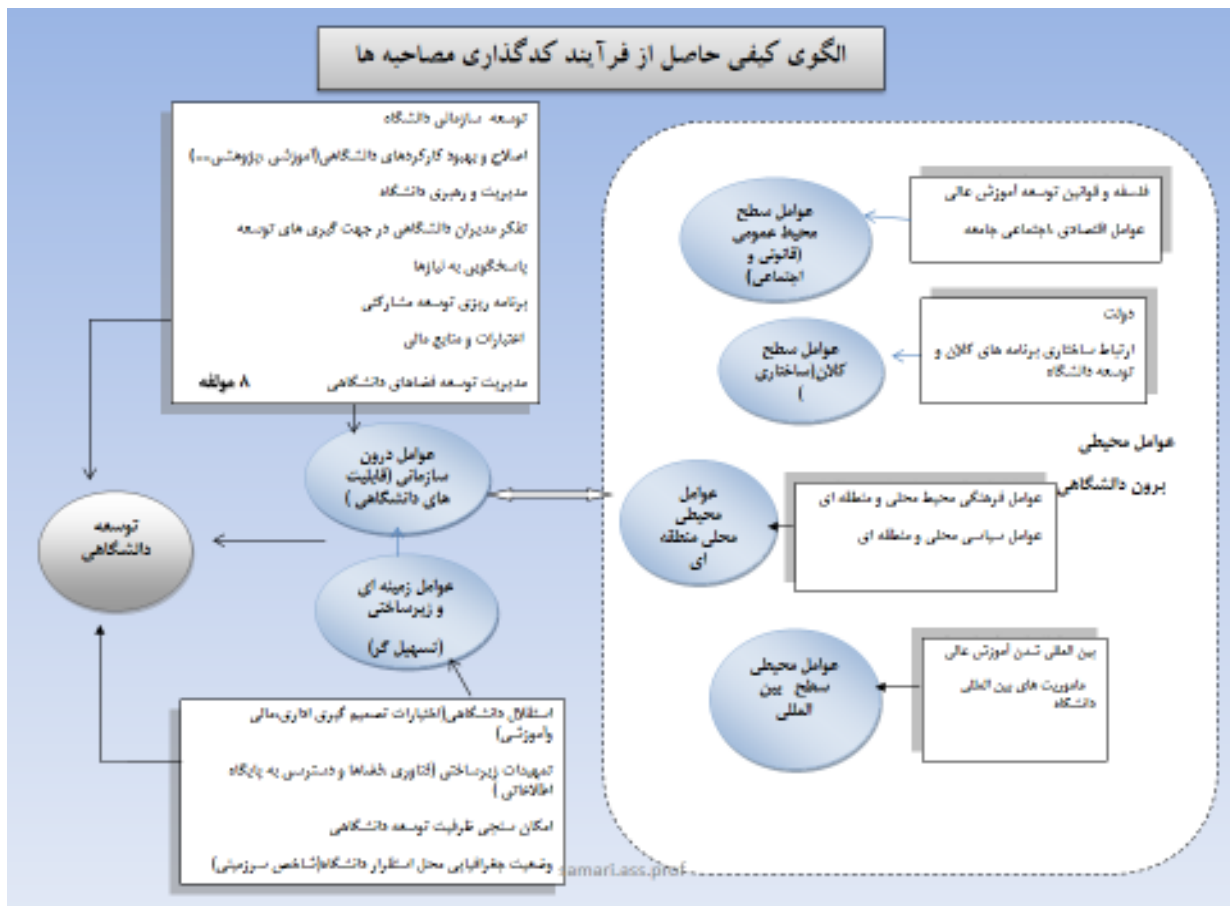 الگوی کیفی حاصل از فرآیند کدگذاری مصاحبه ها
فلسفه و قوانین توسعه آموزش عالی
عوامل اقتصادی ،اجتماعی جامعه
عوامل سطح
محیط عمومی
(قانونی و
اجتماعی)
دولت
ارتباط ساختاری برنامه های کلان و
توسعه دانشگاه
عوامل سطح
کلان(ساختاری
)
عوامل محیطی
برون دانشگاهی
عوامل فرهنگی محیط محلی و منطقه ای
عوامل سیاسی محلی و منطقه ای
عوامل
محیطی
محلی منطقه
ای
بین المللی شدن آموزش عالی
ماموریت های بین المللی
دانشگاه
عوامل محیطی
سطح بین
المللی
توسعه سازمانی دانشگاه
اصلاح و بهبود کارکردهای دانشگاهی(آموزشی ،پژوهشی...)
مدیریت و رهبری دانشگاه
تفکر مدیران دانشگاهی در جهت گیری های توسعه
پاسخگویی به نیازها
برنامه ریزی توسعه مشارکتی
اعتبارات و منابع مالی
مدیریت توسعه فضاهای دانشگاهی
۸ مولفه
عوامل درون
سازمانی (قابلیت
های دانشگاهی )
عوامل زمینه ای
و زیرساختی
(تسهیل گر)
توسعه
دانشگاهی
استقلال دانشگاهی(اختیارات تصمیم گیری اداری،مالی
وآموزشی)
تمهیدات زیرساختی (فناوری ،فضاها و دسترسی به پایگاه
اطلاعاتی )
امکان سنجی ظرفیت توسعه دانشگاهی
وضعیت جغرافیایی محل استقرار دانشگاه(شاخص سرزمینی)
samari.ass.prof